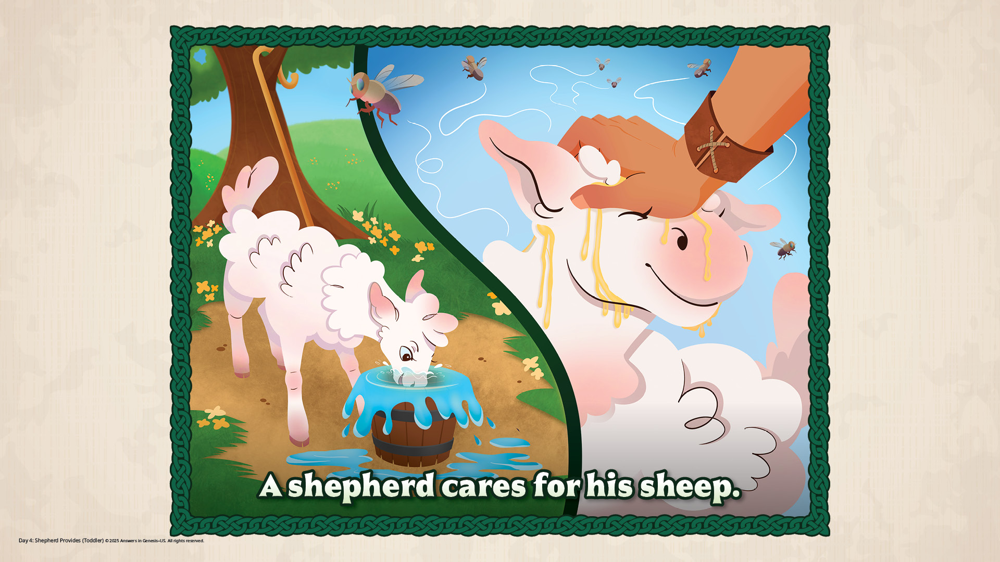 A shepherd cares for his sheep.
Day 4: Shepherd Provides (Toddler) © 2025 Answers in Genesis–US. All rights reserved.